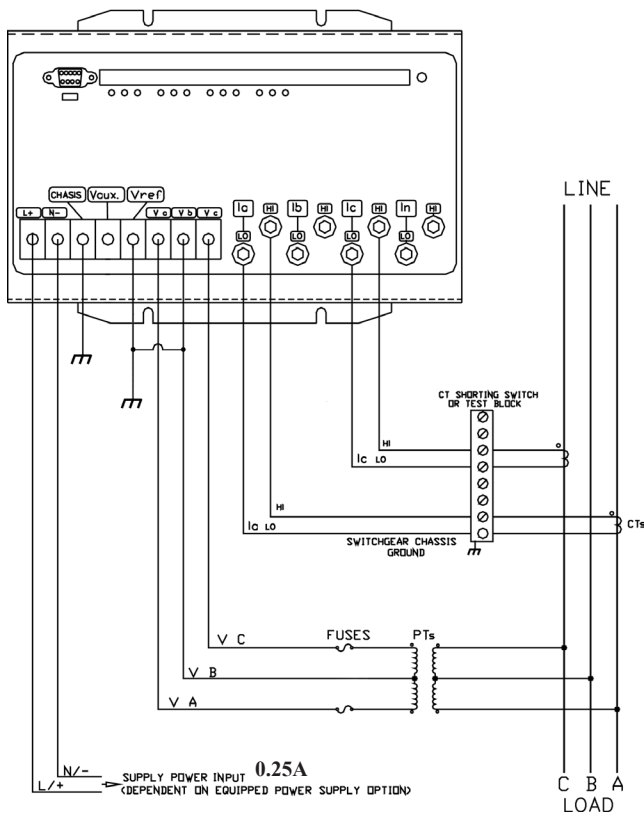 CHASIS Vaux. Vref
L+ N- Va Vb Vc
Ia HI Ib HI Ic HI In HI
LO LO LO LO
LINE
CT SHORTING SWITCH
OR TEST BLOCK
HI
Ic LO
HI
Ia LO
CTs
SWITCHGEAR CHASSIS
GROUND
V C FUSES PTs
V B
V A
N/-
L/+
SUPPLY POWER INPUT 0.25A
(DEPENDENT ON EQUIPPED POWER SUPPLY OPTION)
C B A
LOAD